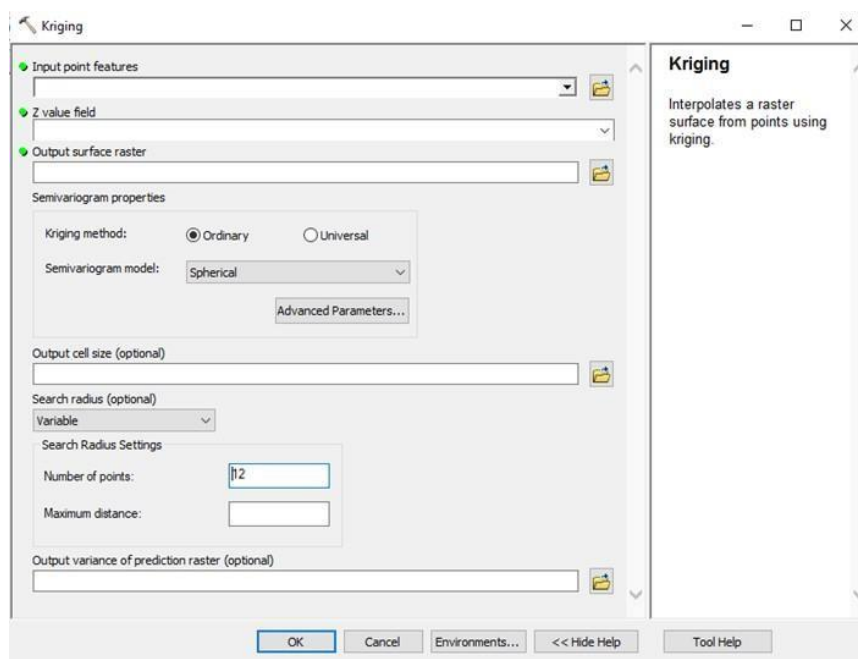 Kriging
Input point features
Z value field
Output surface raster
Semivariogram properties
Kriging method: Ordinary Universal
Semivariogram model: Spherical
Advanced Parameters...
Output cell size (optional)
Search radius (optional)
Variable
Search Radius Settings
Number of points: 12
Maximum distance:
Output variance of prediction raster (optional)
OK Cancel Environments... << Hide Help Tool Help
Kriging
Interpolates a raster
surface from points using
kriging.